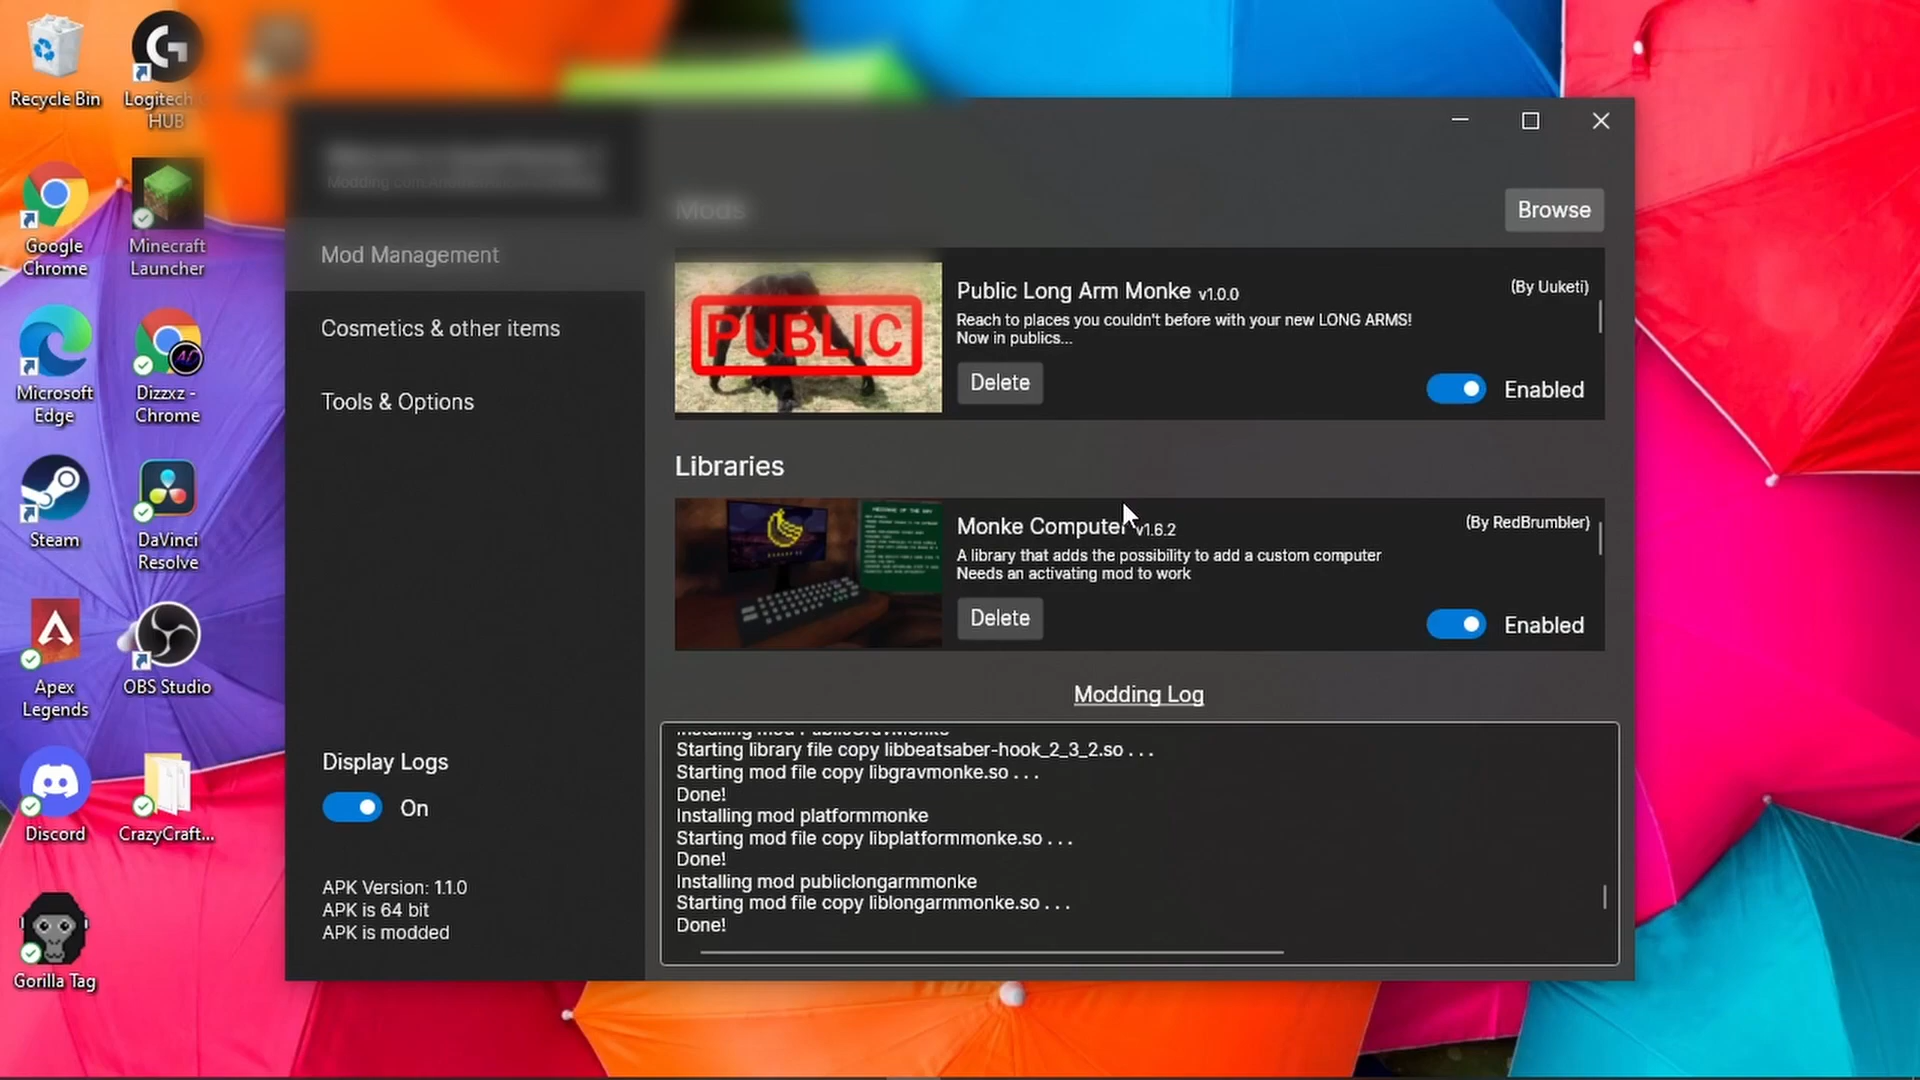 Recycle Bin
Logitech
HUB
Google
Chrome
Minecraft
Launcher
Microsoft
Edge
Dizzxz -
Chrome
Steam
DaVinci
Resolve
Apex
Legends
OBS Studio
Discord
CrazyCraft...
Gorilla Tag
Mod Management
Cosmetics & other items
Tools & Options
Display Logs
On
APK Version: 1.1.0
APK is 64 bit
APK is modded
Mods
Browse
PUBLIC
Public Long Arm Monke v1.0.0
(By Uuketi)
Reach to places you couldn't before with your new LONG ARMS!
Now in publics...
Delete
Enabled
Libraries
Monke Computer v1.6.2
(By RedBrumbler)
A library that adds the possibility to add a custom computer
Needs an activating mod to work
Delete
Enabled
Modding Log
Installing mod PublicGravMonke
Starting library file copy libbeatsaber-hook_2_3_2.so . . .
Starting mod file copy libgravmonke.so . . .
Done!
Installing mod platformmonke
Starting mod file copy libplatformmonke.so . . .
Done!
Installing mod publiclongarmmonke
Starting mod file copy liblongarmmonke.so . . .
Done!